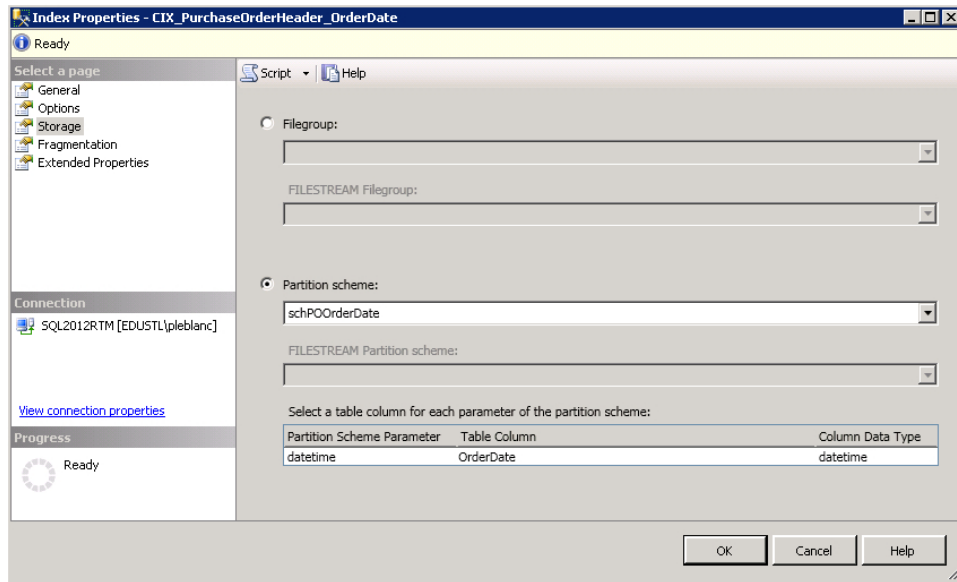 Index Properties - CIX_PurchaseOrderHeader_OrderDate
Ready
Select a page
General
Options
Storage
Fragmentation
Extended Properties
Connection
SQL2012RTM [EDUSTL\pleblanc]
View connection properties
Progress
Ready
Script Help
Filegroup:
FILESTREAM Filegroup:
Partition scheme:
schPOOrderDate
FILESTREAM Partition scheme:
Select a table column for each parameter of the partition scheme:
Partition Scheme Parameter Table Column Column Data Type
datetime OrderDate datetime
OK Cancel Help